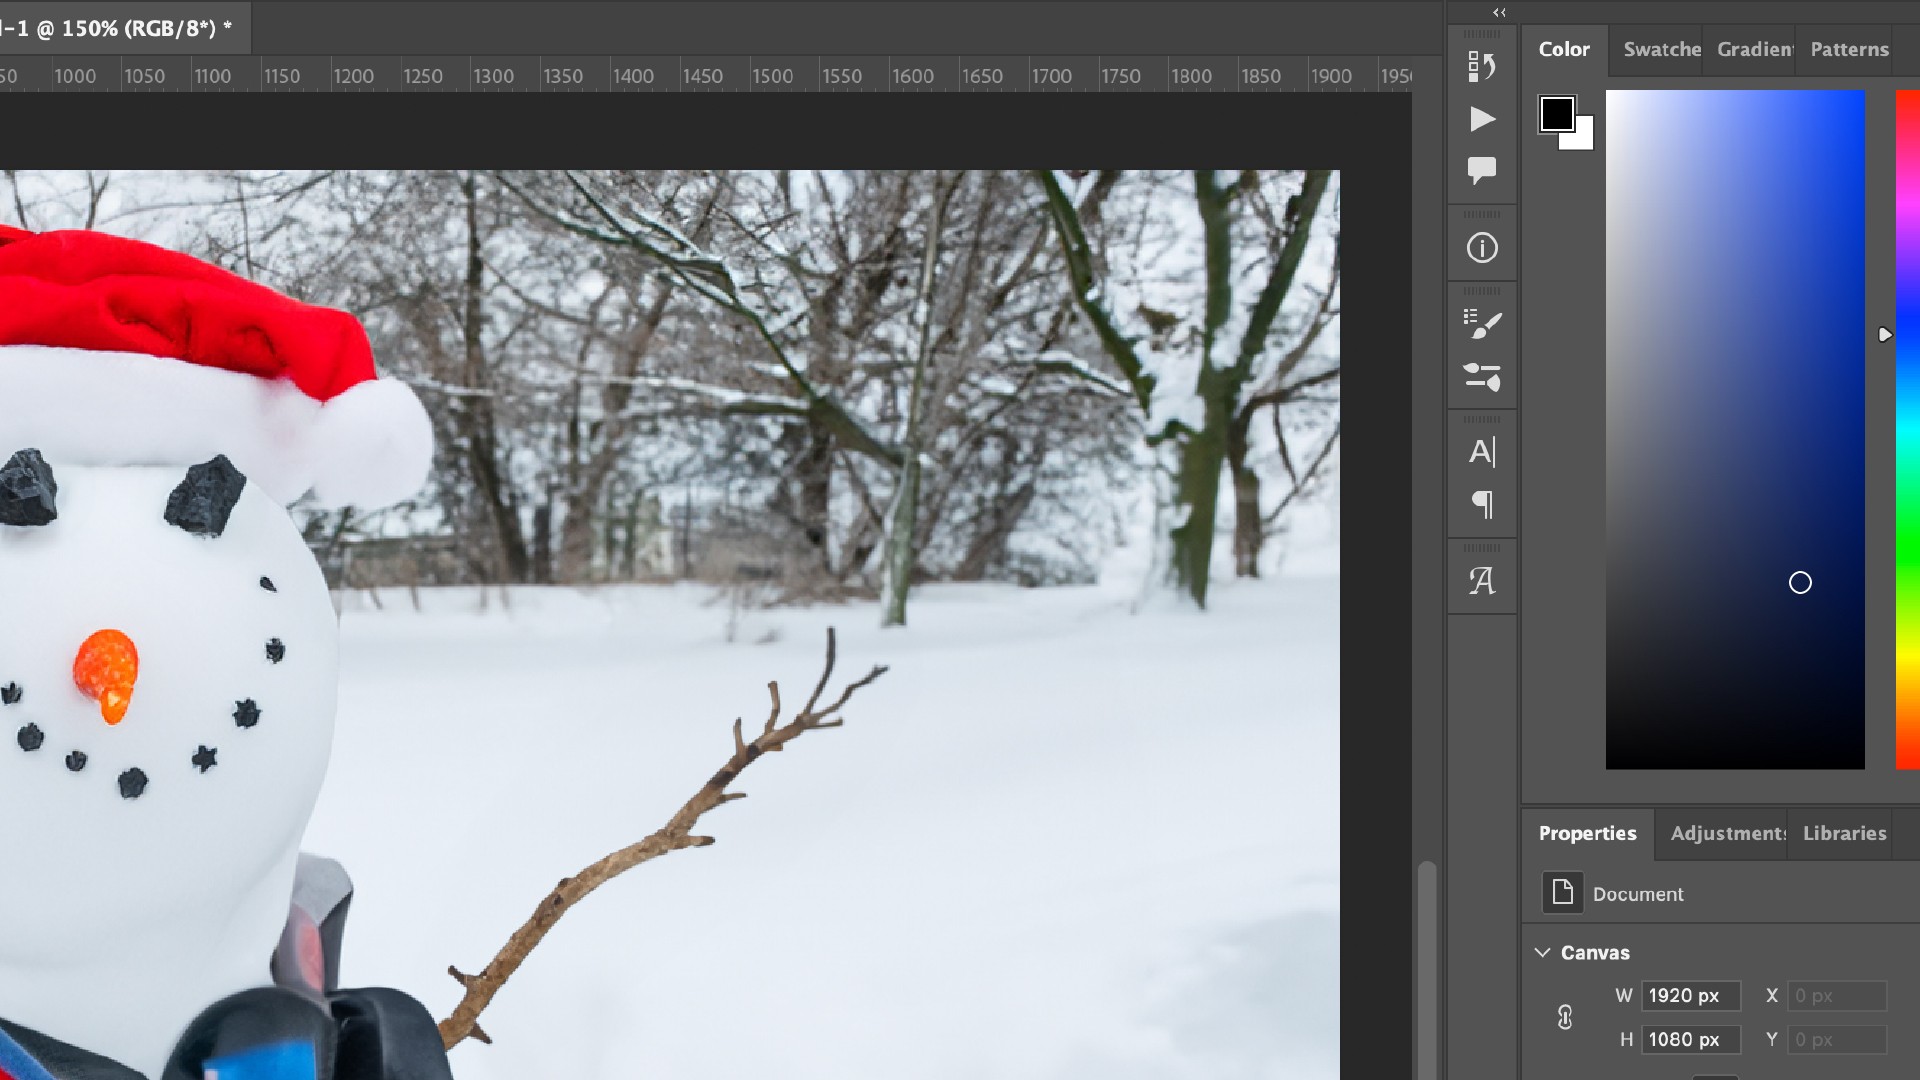 -1 @ 150% (RGB/8*) *
50 1000 1050 1100 1150 1200 1250 1300 1350 1400 1450 1500 1550 1600 1650 1700 1750 1800 1850 1900 195
Color Swatche Gradien Patterns
Properties Adjustments Libraries
Document
Canvas
W 1920 px X 0 px
H 1080 px Y 0 px